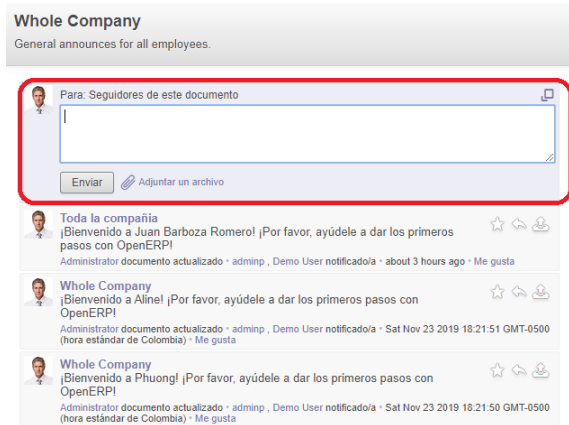 Whole Company
General announces for all employees.
Para: Seguidores de este documento
Enviar Adjuntar un archivo
Toda la compañia
¡Bienvenido a Juan Barboza Romero! ¡Por favor, ayúdele a dar los primeros
pasos con OpenERP!
Administrator documento actualizado • adminp , Demo User notificado/a • about 3 hours ago • Me gusta
Whole Company
¡Bienvenido a Aline! ¡Por favor, ayúdele a dar los primeros pasos con
OpenERP!
Administrator documento actualizado • adminp , Demo User notificado/a • Sat Nov 23 2019 18:21:51 GMT-0500
(hora estándar de Colombia) • Me gusta
Whole Company
¡Bienvenido a Phuong! ¡Por favor, ayúdele a dar los primeros pasos con
OpenERP!
Administrator documento actualizado • adminp , Demo User notificado/a • Sat Nov 23 2019 18:21:50 GMT-0500
(hora estándar de Colombia) • Me gusta